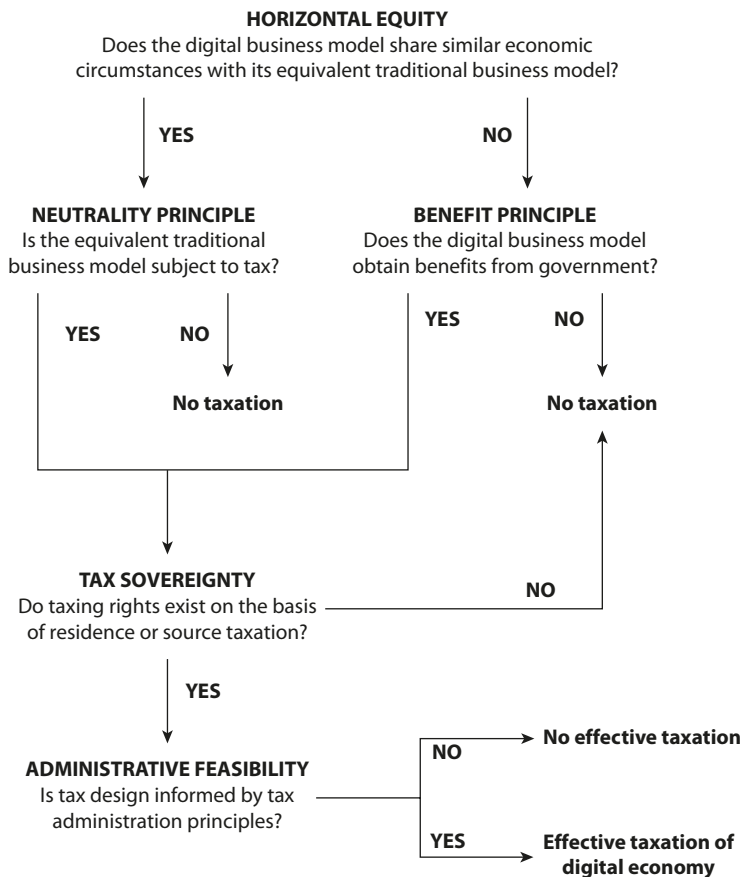 HORIZONTAL EQUITY
Does the digital business model share similar economic
circumstances with its equivalent traditional business model?
YES
NO
NEUTRALITY PRINCIPLE
Is the equivalent traditional
business model subject to tax?
BENEFIT PRINCIPLE
Does the digital business model
obtain benefits from government?
YES
NO
YES
NO
No taxation
No taxation
TAX SOVEREIGNTY
Do taxing rights exist on the basis
of residence or source taxation?
NO
YES
ADMINISTRATIVE FEASIBILITY
Is tax design informed by tax
administration principles?
NO
No effective taxation
YES
Effective taxation of
digital economy